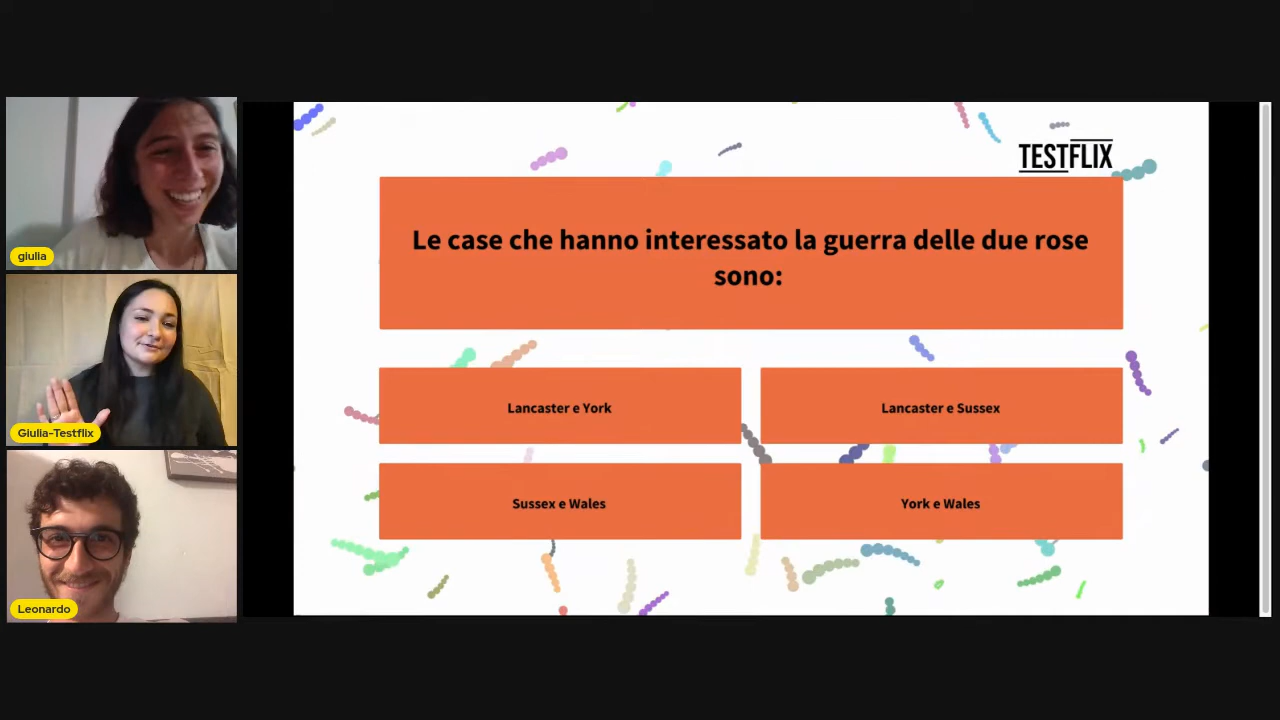 giulia
Giulia-Testflix
Leonardo
TESTFLIX
Le case che hanno interessato la guerra delle due rose
sono:
Lancaster e York
Lancaster e Sussex
Sussex e Wales
York e Wales